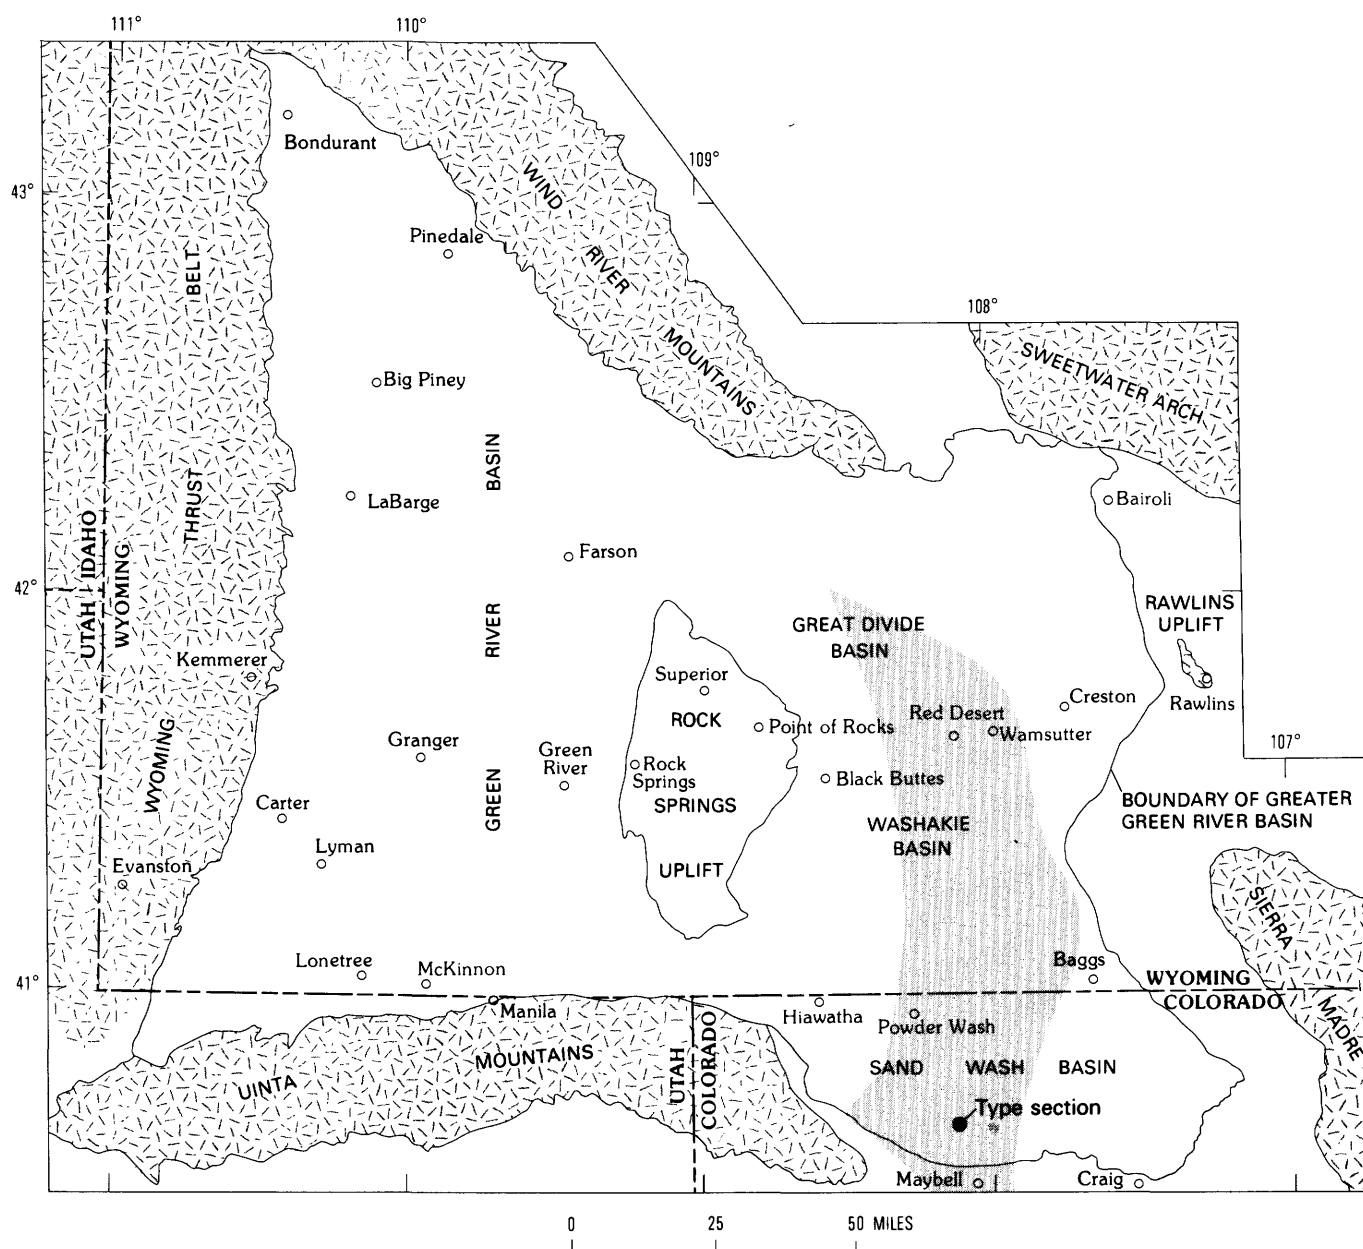 111°
110°
Bondurant
109°
43°
WIND
RIVER
MOUNTAINS
Pinedale
BELT
108°
SWEETWATER ARCH
Big Piney
BASIN
LaBarge
THRUST
Bairoli
Farson
UTAH IDAHO
WYOMING
42°
RAWLINS
UPLIFT
GREAT DIVIDE
BASIN
RIVER
Kemmerer
Superior
Creston
Rawlins
ROCK
Red Desert
Point of Rocks
Wamsutter
WYOMING
Granger
Green
River
107°
Rock
Springs
Black Buttes
GREEN
SPRINGS
Carter
BOUNDARY OF GREATER
GREEN RIVER BASIN
WASHAKIE
BASIN
Lyman
Evanston
UPLIFT
SIERRA
MADRE
Lonetree
McKinnon
Baggs
41°
WYOMING
COLORADO
Manila
Hiawatha
Powder Wash
UTAH
COLORADO
UINTA
MOUNTAINS
SAND WASH BASIN
Type section
Maybell
Craig
0 25 50 MILES